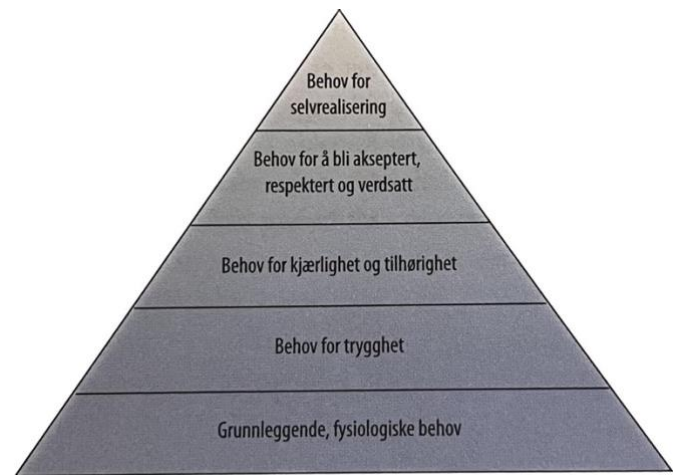 Behov for
selvrealisering
Behov for å bli akseptert,
respektert og verdsatt
Behov for kjærlighet og tilhørighet
Behov for trygghet
Grunnleggende, fysiologiske behov